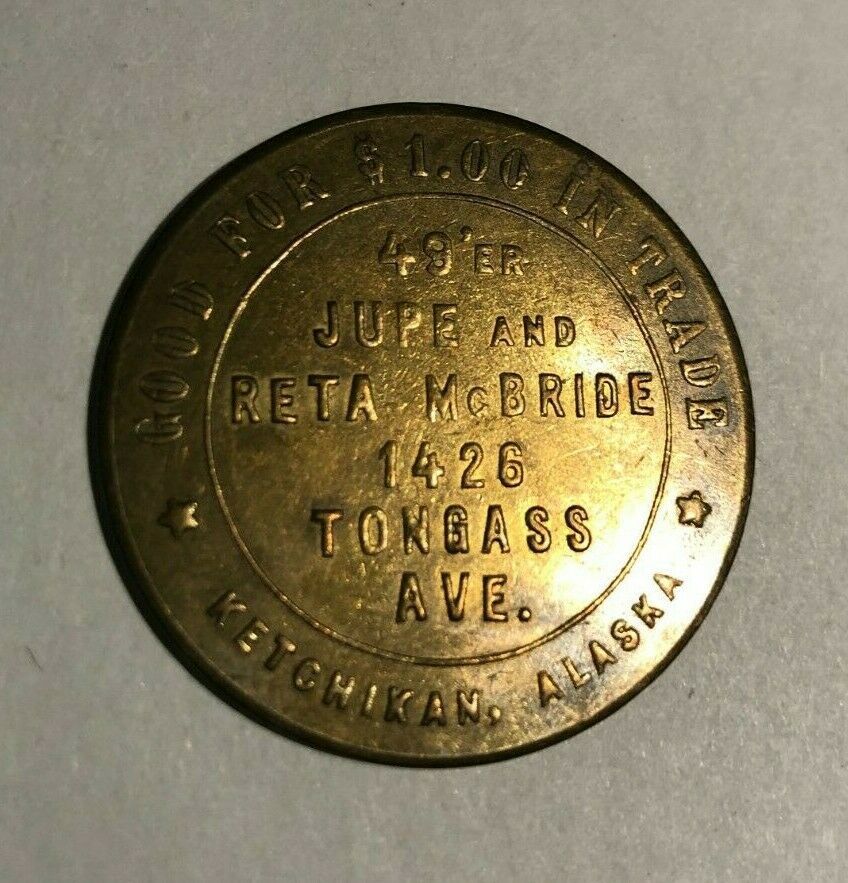 GOOD FOR $1.00 IN TRADE
49'ER
JUPE AND
RETA McBRIDE
1426
TONGASS
AVE.
KETCHIKAN, ALASKA